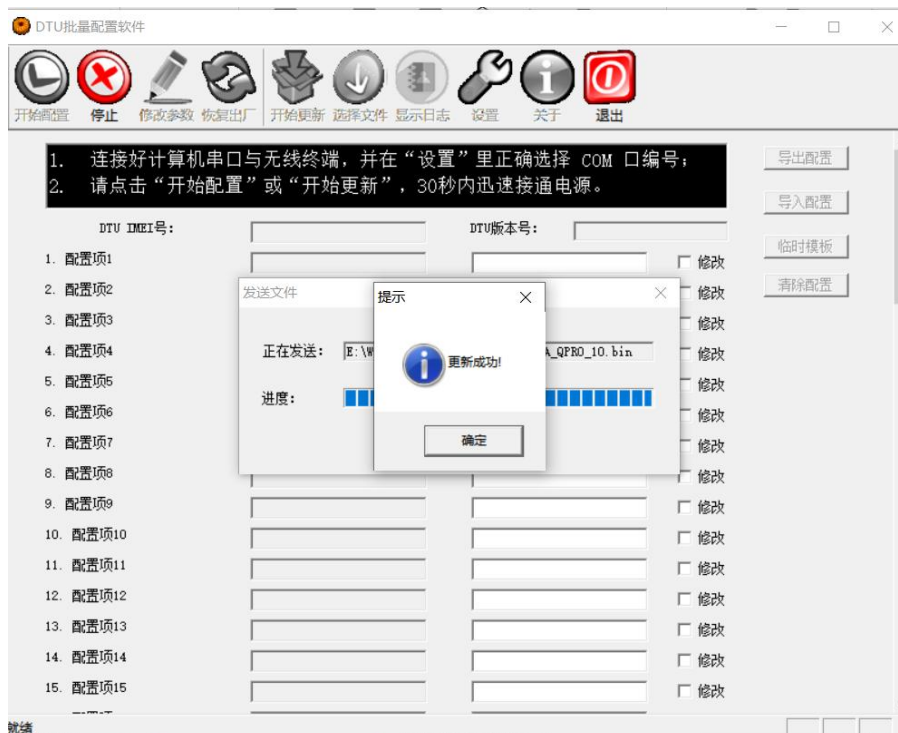 DTU批量配置软件
开始配置 停止 修改参数 恢复出厂 开始更新 选择文件 显示日志 设置 关于 退出
1. 连接好计算机串口与无线终端，并在“设置”里正确选择 COM 口编号；
2. 请点击“开始配置”或“开始更新”，30秒内迅速接通电源。
导出配置
导入配置
临时模板
清除配置
DTU IMEI号： DTU版本号：
1. 配置项1 修改
2. 配置项2 修改
3. 配置项3 修改
4. 配置项4 修改
5. 配置项5 修改
6. 配置项6 修改
7. 配置项7 修改
8. 配置项8 修改
9. 配置项9 修改
10. 配置项10 修改
11. 配置项11 修改
12. 配置项12 修改
13. 配置项13 修改
14. 配置项14 修改
15. 配置项15 修改
发送文件
正在发送： E:\W A_QPRO_10.bin
进度：
提示
更新成功!
确定
就绪